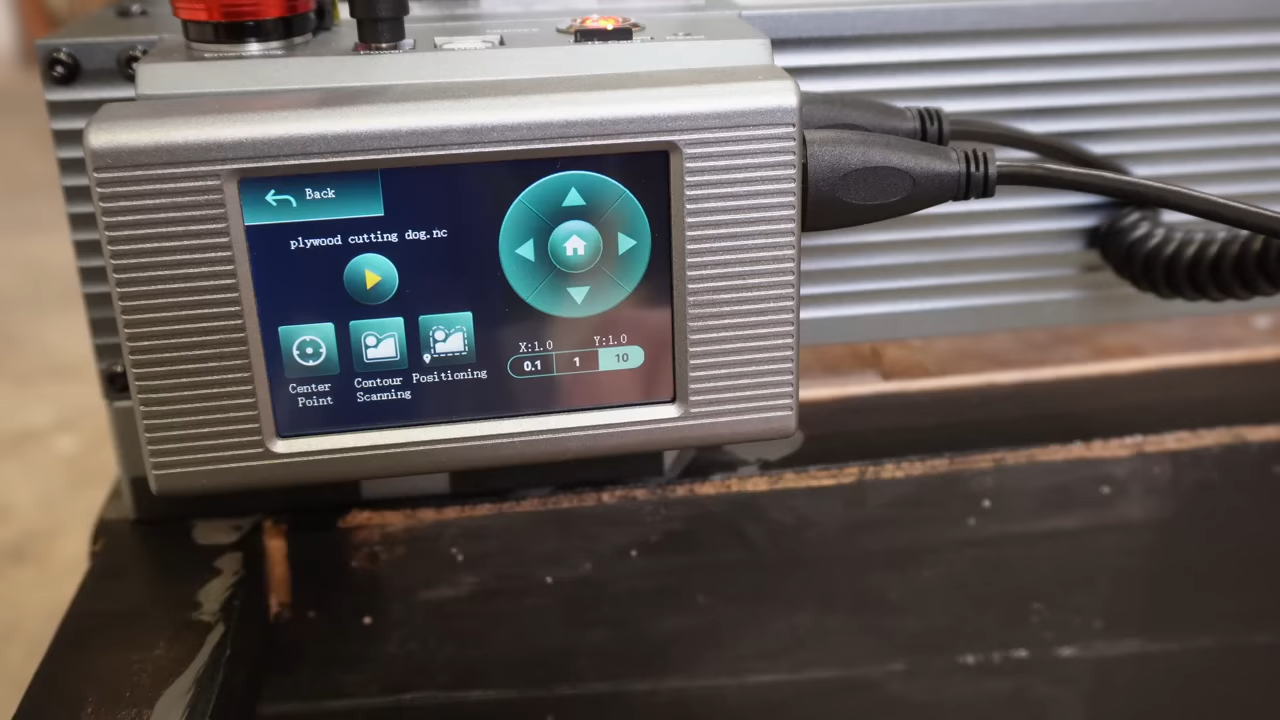 Back
plywood cutting dog.nc
Center
Point
Contour
Scanning
Positioning
X:1.0 Y:1.0
0.1 1 10